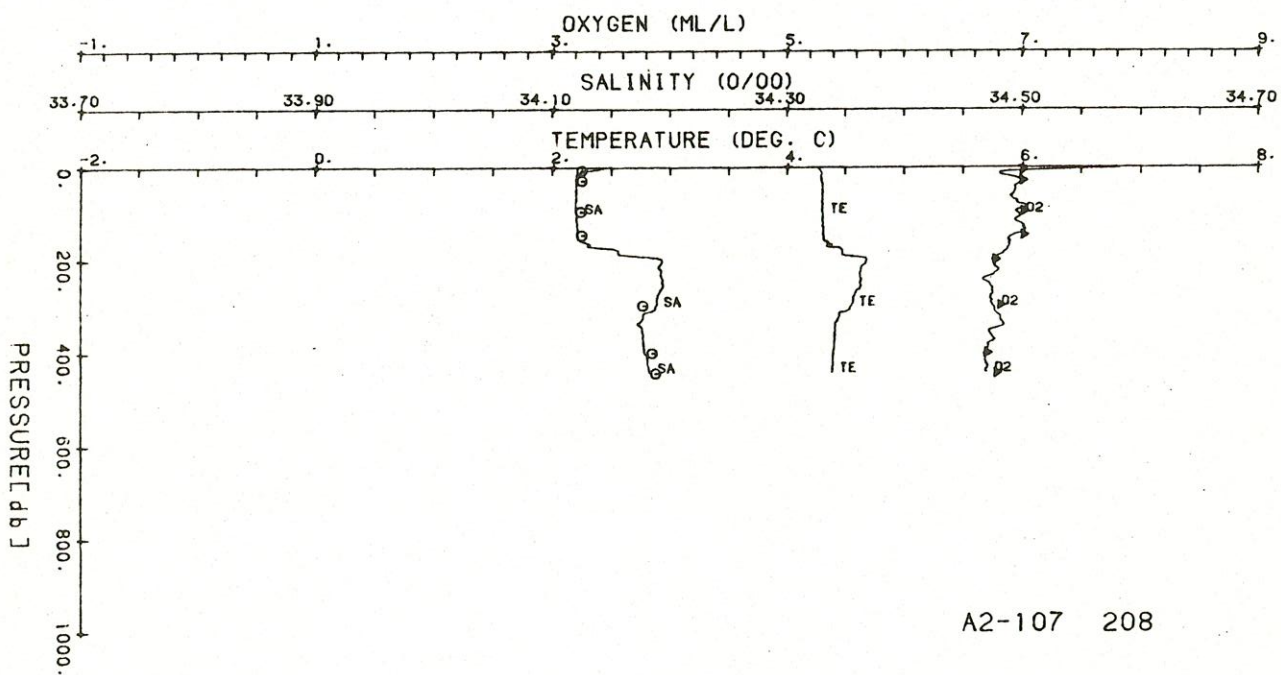 OXYGEN (ML/L)
-1. 1. 3. 5. 7. 9.
SALINITY (0/00)
33.70 33.90 34.10 34.30 34.50 34.70
TEMPERATURE (DEG. C)
-2. 0. 2. 4. 6. 8.
0.
SA TE O2
200.
SA TE O2
400.
SA TE O2
600.
800.
1000.
PRESSURE[db]
A2-107 208